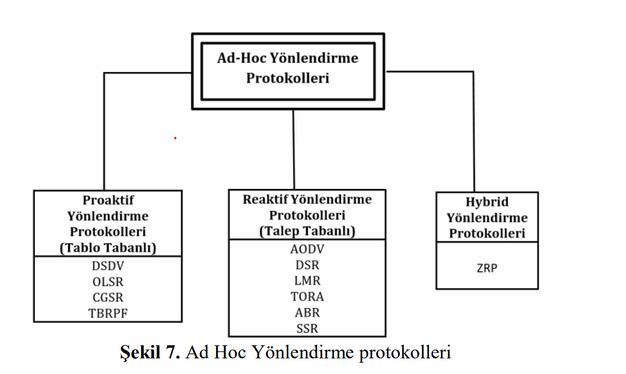 Ad-Hoc Yönlendirme
Protokolleri
Proaktif
Yönlendirme
Protokolleri
(Tablo Tabanlı)
DSDV
OLSR
CGSR
TBRPF
Reaktif Yönlendirme
Protokolleri
(Talep Tabanlı)
AODV
DSR
LMR
TORA
ABR
SSR
Hybrid
Yönlendirme
Protokolleri
ZRP
Şekil 7. Ad Hoc Yönlendirme protokolleri